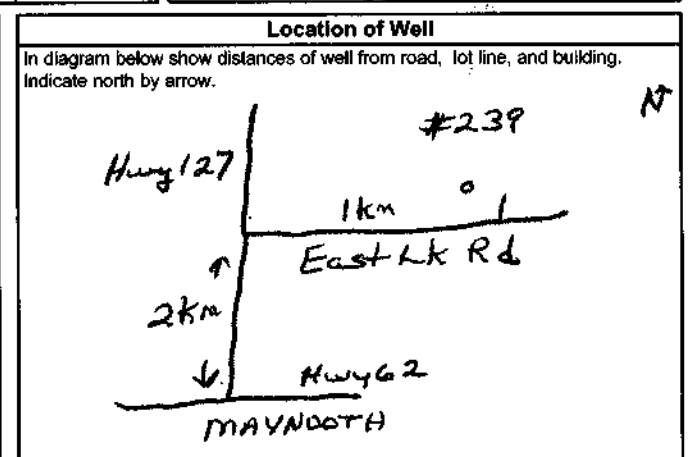 Location of Well
In diagram below show distances of well from road, lot line, and building.
Indicate north by arrow.
N
#239
Hwy 127
1km
East Lk Rd
2km
Hwy 62
MAYNOOTH